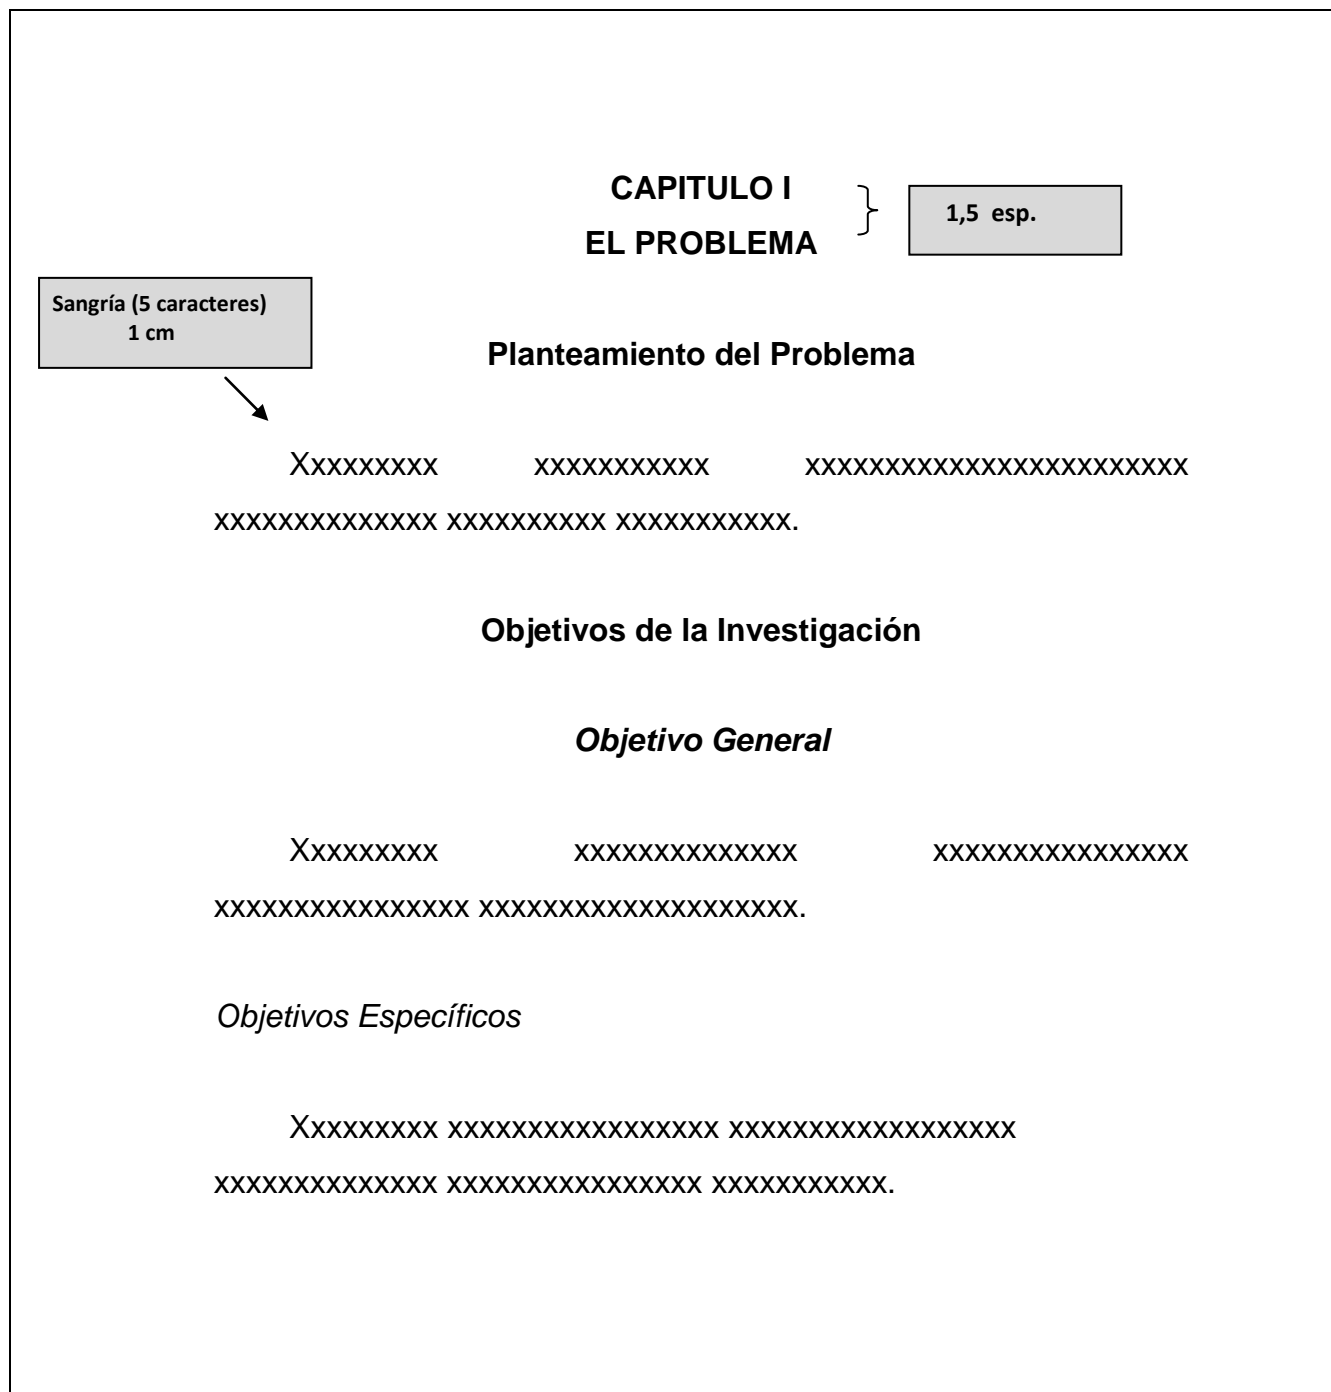 CAPITULO I
1,5 esp.
EL PROBLEMA
Sangría (5 caracteres)
1 cm
Planteamiento del Problema
Xxxxxxxxx xxxxxxxxxxx xxxxxxxxxxxxxxxxxxxxxxxx
xxxxxxxxxxxxxx xxxxxxxxxx xxxxxxxxxxx.
Objetivos de la Investigación
Objetivo General
Xxxxxxxxx xxxxxxxxxxxxxx xxxxxxxxxxxxxxxx
xxxxxxxxxxxxxxxx xxxxxxxxxxxxxxxxxxxx.
Objetivos Específicos
Xxxxxxxxx xxxxxxxxxxxxxxxxx xxxxxxxxxxxxxxxxxx
xxxxxxxxxxxxxx xxxxxxxxxxxxxxxx xxxxxxxxxxx.